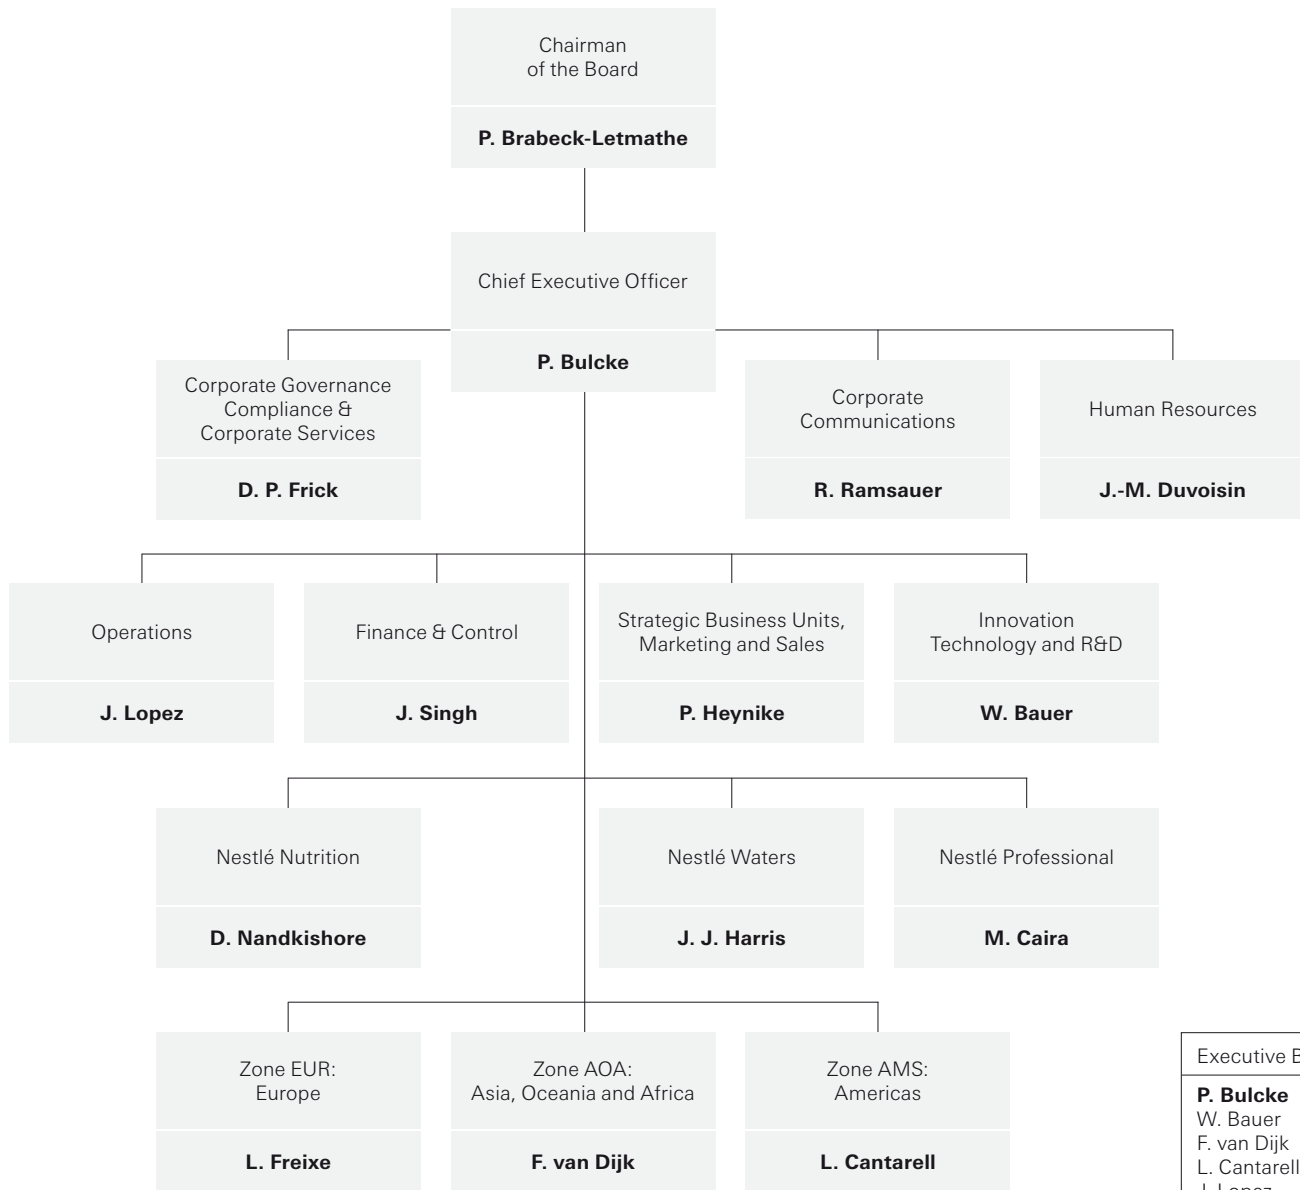 Chairman
of the Board
P. Brabeck-Letmathe
Chief Executive Officer
P. Bulcke
Corporate Governance
Compliance &
Corporate Services
D. P. Frick
Corporate
Communications
R. Ramsauer
Human Resources
J.-M. Duvoisin
Operations
J. Lopez
Finance & Control
J. Singh
Strategic Business Units,
Marketing and Sales
P. Heynike
Innovation
Technology and R&D
W. Bauer
Nestlé Nutrition
D. Nandkishore
Nestlé Waters
J. J. Harris
Nestlé Professional
M. Caira
Zone EUR:
Europe
L. Freixe
Zone AOA:
Asia, Oceania and Africa
F. van Dijk
Zone AMS:
Americas
L. Cantarell
Executive
P. Bulcke
W. Bauer
F. van Dijk
L. Cantarell
J. Lopez